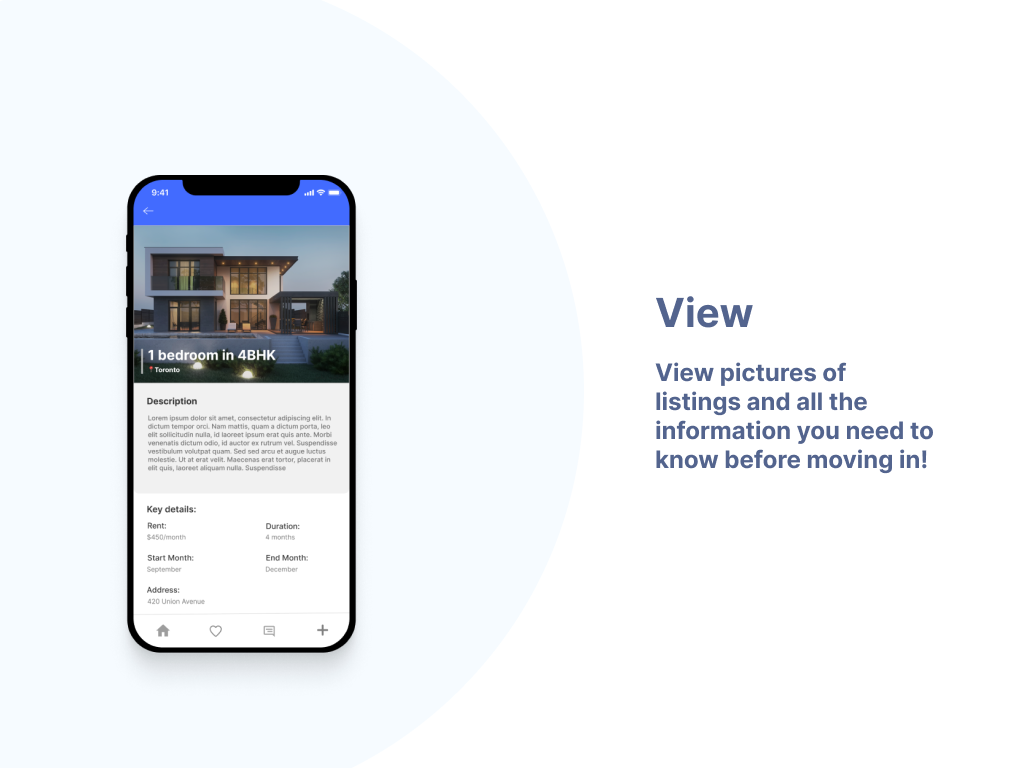 9:41
1 bedroom in 4BHK
Toronto
Description
Lorem ipsum dolor sit amet, consectetur adipiscing elit. In
dictum tempor orci. Nam mattis, quam a dictum porta, leo
elit sollicitudin nulla, id laoreet ipsum erat quis ante. Morbi
venenatis dictum odio, id auctor ex rutrum vel. Suspendisse
vestibulum volutpat quam. Sed sed arcu et augue luctus
molestie. Ut at erat velit. Maecenas erat tortor, placerat in
elit quis, laoreet aliquam nulla. Suspendisse
Key details:
Rent:
$450/month
Duration:
4 months
Start Month:
September
End Month:
December
Address:
420 Union Avenue
View
View pictures of
listings and all the
information you need to
know before moving in!